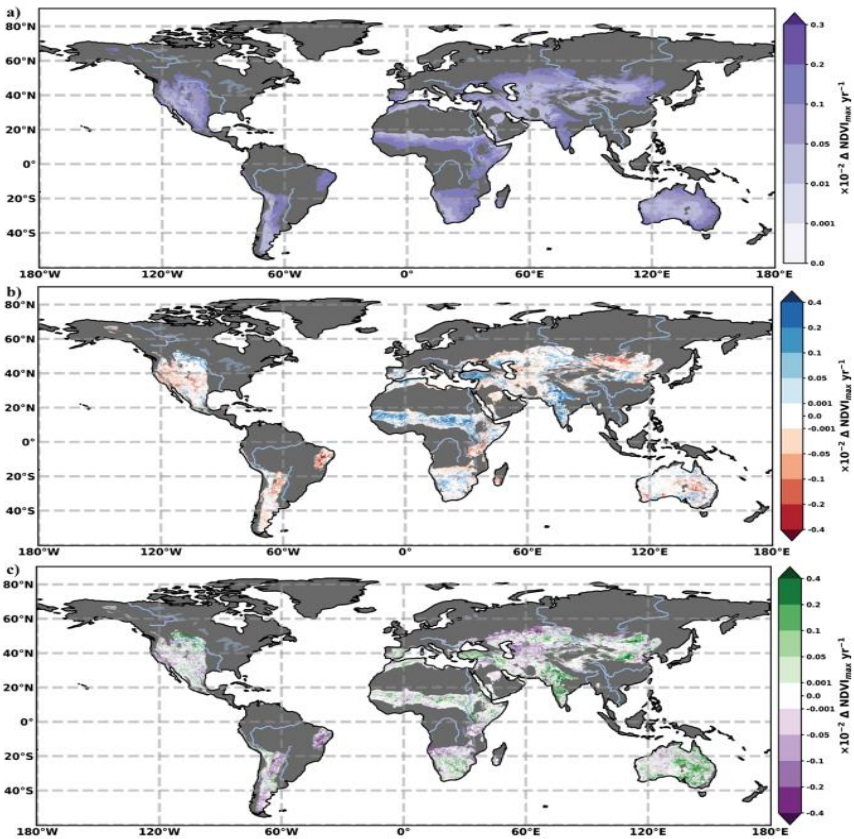 a)
80°N
60°N
40°N
20°N
0°
20°S
40°S
180°W 120°W 60°W 0° 60°E 120°E 180°E
0.3
0.2
0.1
0.05
0.01
0.001
0.0
×10⁻² Δ NDVImax yr⁻¹
b)
80°N
60°N
40°N
20°N
0°
20°S
40°S
180°W 120°W 60°W 0° 60°E 120°E 180°E
0.4
0.2
0.1
0.05
0.001
0.0
-0.001
-0.05
-0.1
-0.2
-0.4
×10⁻² Δ NDVImax yr⁻¹
c)
80°N
60°N
40°N
20°N
0°
20°S
40°S
120°W 60°W 0° 60°E 120°E
0.4
0.2
0.1
0.05
0.001
0.0
-0.001
-0.05
-0.1
-0.2
-0.4
×10⁻² Δ NDVImax yr⁻¹